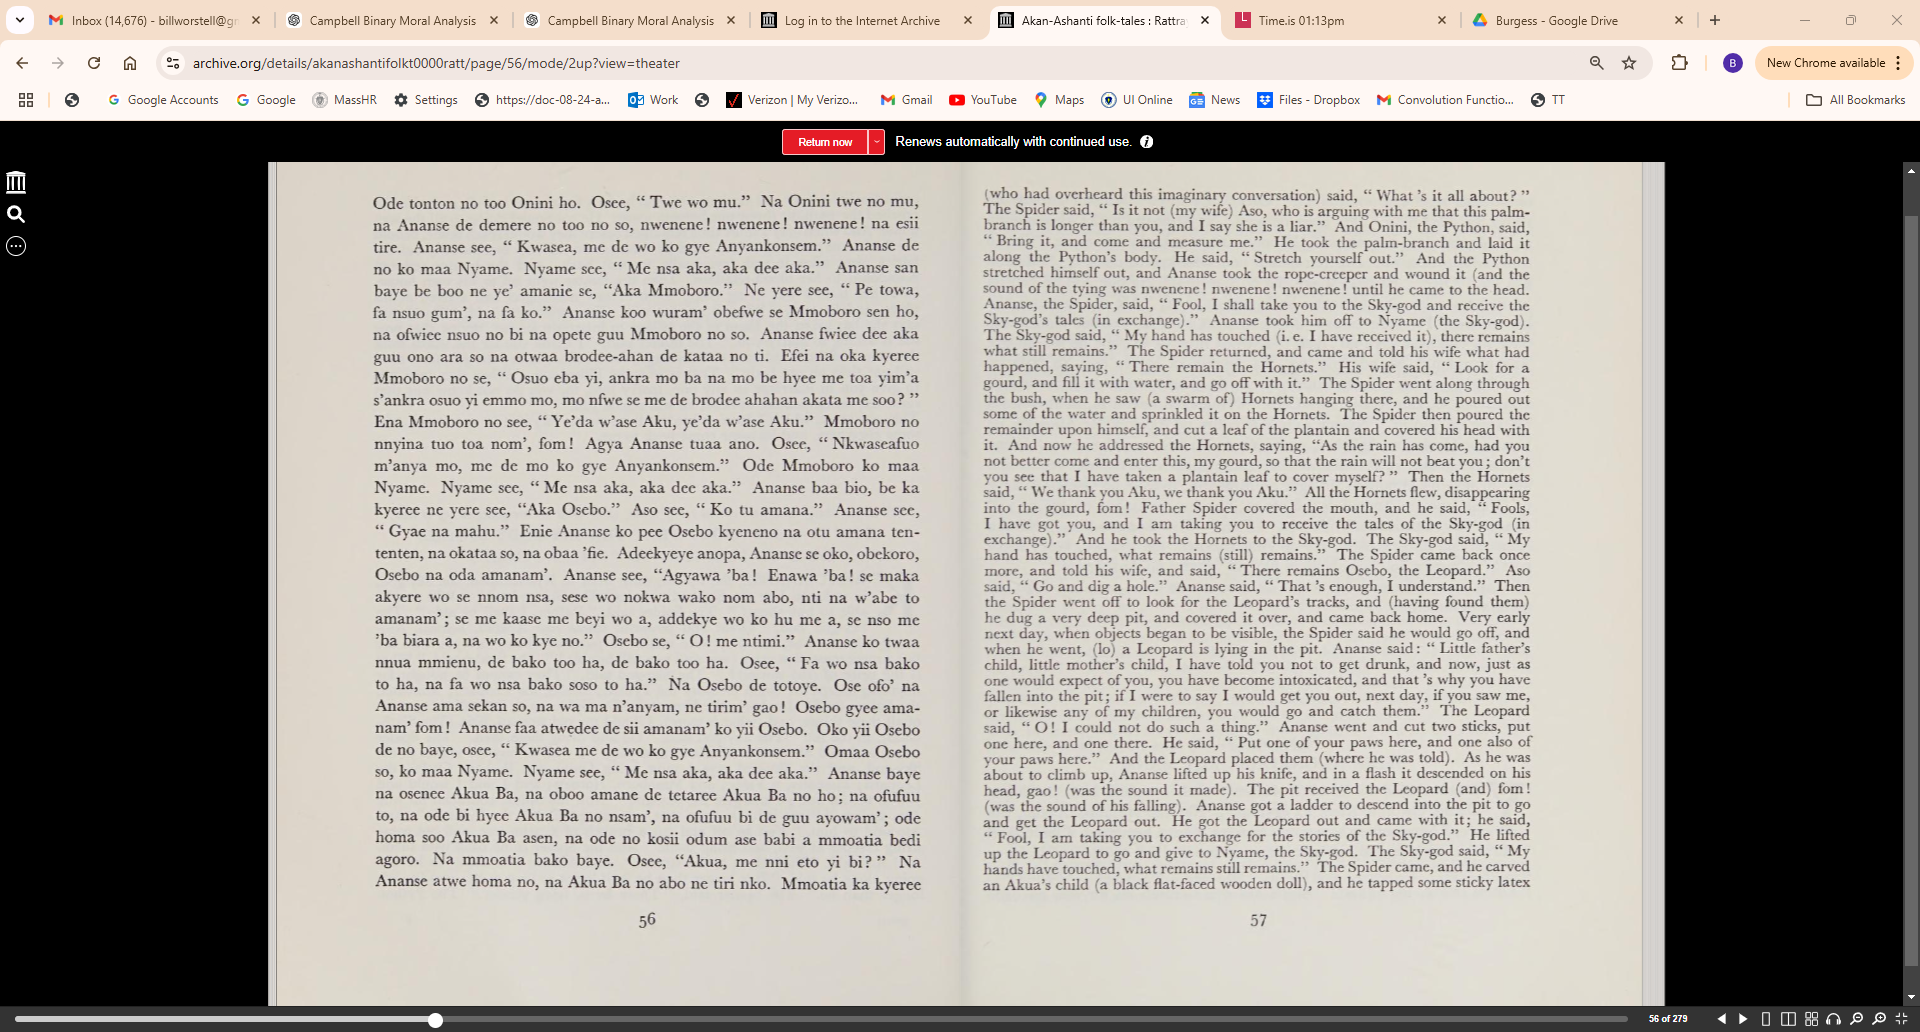 Inbox (14,676) - billworstell@gr
Campbell Binary Moral Analysis
Campbell Binary Moral Analysis
Log in to the Internet Archive
Akan-Ashanti folk-tales : Rattra
Time.is 01:13pm
Burgess - Google Drive
archive.org/details/akanashantifolkt0000ratt/page/56/mode/2up?view=theater
B
New Chrome available
Google Accounts
Google
MassHR
Settings
https://doc-08-24-a...
Work
Verizon | My Verizo...
Gmail
YouTube
Maps
UI Online
News
Files - Dropbox
Convolution Functio...
TT
All Bookmarks
Return now
Renews automatically with continued use.
Ode tonton no too Onini ho. Osee, “ Twe wo mu.” Na Onini twe no mu,
na Ananse de demere no too no so, nwenene! nwenene! nwenene! na esii
tire. Ananse see, “ Kwasea, me de wo ko gye Anyankonsem.” Ananse de
no ko maa Nyame. Nyame see, “ Me nsa aka, aka dee aka.” Ananse san
baye be boo ne ye’ amanie se, “Aka Mmoboro.” Ne yere see, “ Pe towa,
fa nsuo gum’, na fa ko.” Ananse koo wuram’ obefwe se Mmoboro sen ho,
na ofwiee nsuo no bi na opete guu Mmoboro no so. Ananse fwiee dee aka
guu ono ara so na otwaa brodee-ahan de kataa no ti. Efei na oka kyeree
Mmoboro no se, “ Osuo eba yi, ankra mo ba na mo be hyee me toa yim’a
s’ankra osuo yi emmo mo, mo nfwe se me de brodee ahahan akata me soo? ”
Ena Mmoboro no see, “ Ye’da w’ase Aku, ye’da w’ase Aku.” Mmoboro no
nnyina tuo toa nom’, fom! Agya Ananse tuaa ano. Osee, “ Nkwaseafuo
m’anya mo, me de mo ko gye Anyankonsem.” Ode Mmoboro ko maa
Nyame. Nyame see, “ Me nsa aka, aka dee aka.” Ananse baa bio, be ka
kyeree ne yere see, “Aka Osebo.” Aso see, “ Ko tu amana.” Ananse see,
“ Gyae na mahu.” Enie Ananse ko pee Osebo kyeneno na otu amana ten-
tenten, na okataa so, na obaa ’fie. Adeekyeye anopa, Ananse se oko, obekoro,
Osebo na oda amanam’. Ananse see, “Agyawa ’ba! Enawa ’ba! se maka
akyere wo se nnom nsa, sese wo nokwa wako nom abo, nti na w’abe to
amanam’; se me kaase me beyi wo a, addekye wo ko hu me a, se nso me
’ba biara a, na wo ko kye no.” Osebo se, “ O! me ntimi.” Ananse ko twaa
nnua mmienu, de bako too ha, de bako too ha. Osee, “ Fa wo nsa bako
to ha, na fa wo nsa bako soso to ha.” Na Osebo de totoye. Ose ofo’ na
Ananse ama sekan so, na wa ma n’anyam, ne tirim’ gao! Osebo gyee ama-
nam’ fom! Ananse faa atwedee de sii amanam’ ko yii Osebo. Oko yii Osebo
de no baye, osee, “ Kwasea me de wo ko gye Anyankonsem.” Omaa Osebo
so, ko maa Nyame. Nyame see, “ Me nsa aka, aka dee aka.” Ananse baye
na osenee Akua Ba, na oboo amane de tetaree Akua Ba no ho; na ofufuu
to, na ode bi hyee Akua Ba no nsam’, na ofufuu bi de guu ayowam’; ode
homa soo Akua Ba asen, na ode no kosii odum ase babi a mmoatia bedi
agoro. Na mmoatia bako baye. Osee, “Akua, me nni eto yi bi? ” Na
Ananse atwe homa no, na Akua Ba no abo ne tiri nko. Mmoatia ka kyeree
56
(who had overheard this imaginary conversation) said, “ What ’s it all about? ”
The Spider said, “ Is it not (my wife) Aso, who is arguing with me that this palm-
branch is longer than you, and I say she is a liar.” And Onini, the Python, said,
“ Bring it, and come and measure me.” He took the palm-branch and laid it
along the Python’s body. He said, “ Stretch yourself out.” And the Python
stretched himself out, and Ananse took the rope-creeper and wound it (and the
sound of the tying was nwenene! nwenene! nwenene! until he came to the head.
Ananse, the Spider, said, “ Fool, I shall take you to the Sky-god and receive the
Sky-god’s tales (in exchange).” Ananse took him off to Nyame (the Sky-god).
The Sky-god said, “ My hand has touched (i. e. I have received it), there remains
what still remains.” The Spider returned, and came and told his wife what had
happened, saying, “ There remain the Hornets.” His wife said, “ Look for a
gourd, and fill it with water, and go off with it.” The Spider went along through
the bush, when he saw (a swarm of) Hornets hanging there, and he poured out
some of the water and sprinkled it on the Hornets. The Spider then poured the
remainder upon himself, and cut a leaf of the plantain and covered his head with
it. And now he addressed the Hornets, saying, “As the rain has come, had you
not better come and enter this, my gourd, so that the rain will not beat you; don’t
you see that I have taken a plantain leaf to cover myself? ” Then the Hornets
said, “ We thank you Aku, we thank you Aku.” All the Hornets flew, disappearing
into the gourd, fom! Father Spider covered the mouth, and he said, “ Fools,
I have got you, and I am taking you to receive the tales of the Sky-god (in
exchange).” And he took the Hornets to the Sky-god. The Sky-god said, “ My
hand has touched, what remains (still) remains.” The Spider came back once
more, and told his wife, and said, “ There remains Osebo, the Leopard.” Aso
said, “ Go and dig a hole.” Ananse said, “ That ’s enough, I understand.” Then
the Spider went off to look for the Leopard’s tracks, and (having found them)
he dug a very deep pit, and covered it over, and came back home. Very early
next day, when objects began to be visible, the Spider said he would go off, and
when he went, (lo) a Leopard is lying in the pit. Ananse said: “ Little father’s
child, little mother’s child, I have told you not to get drunk, and now, just as
one would expect of you, you have become intoxicated, and that ’s why you have
fallen into the pit; if I were to say I would get you out, next day, if you saw me,
or likewise any of my children, you would go and catch them.” The Leopard
said, “ O! I could not do such a thing.” Ananse went and cut two sticks, put
one here, and one there. He said, “ Put one of your paws here, and one also of
your paws here.” And the Leopard placed them (where he was told). As he was
about to climb up, Ananse lifted up his knife, and in a flash it descended on his
head, gao! (was the sound it made). The pit received the Leopard (and) fom!
(was the sound of his falling). Ananse got a ladder to descend into the pit to go
and get the Leopard out. He got the Leopard out and came with it; he said,
“ Fool, I am taking you to exchange for the stories of the Sky-god.” He lifted
up the Leopard to go and give to Nyame, the Sky-god. The Sky-god said, “ My
hands have touched, what remains still remains.” The Spider came, and he carved
an Akua’s child (a black flat-faced wooden doll), and he tapped some sticky latex
57
56 of 279